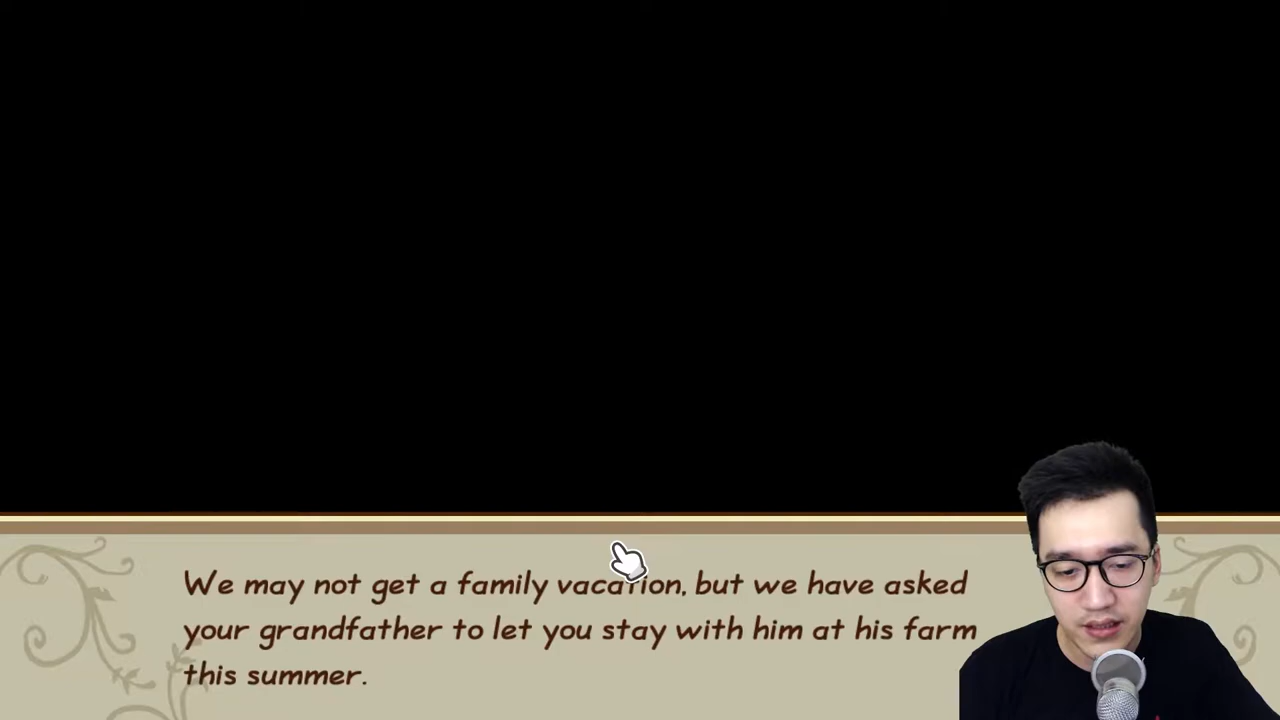 We may not get a family vacation, but we have asked
your grandfather to let you stay with him at his farm
this summer.